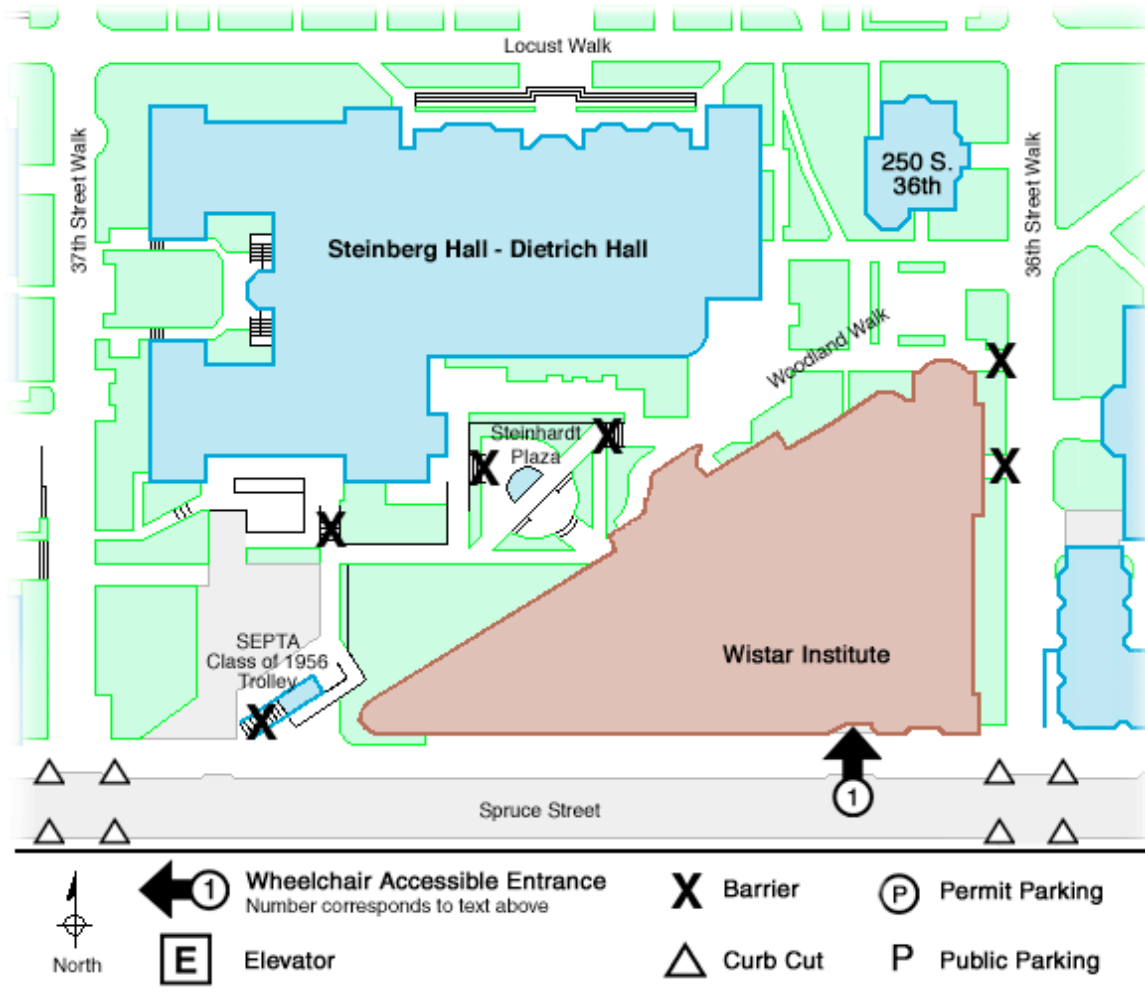 Locust Walk
37th Street Walk
250 S.
36th
36th Street Walk
Steinberg Hall - Dietrich Hall
Woodland Walk
Steinhardt
Plaza
X
X
X
X
X
X
SEPTA
Class of 1956
Trolley
Wistar Institute
1
Spruce Street
North
1
Wheelchair Accessible Entrance
Number corresponds to text above
X
Barrier
P
Permit Parking
E
Elevator
Curb Cut
P
Public Parking